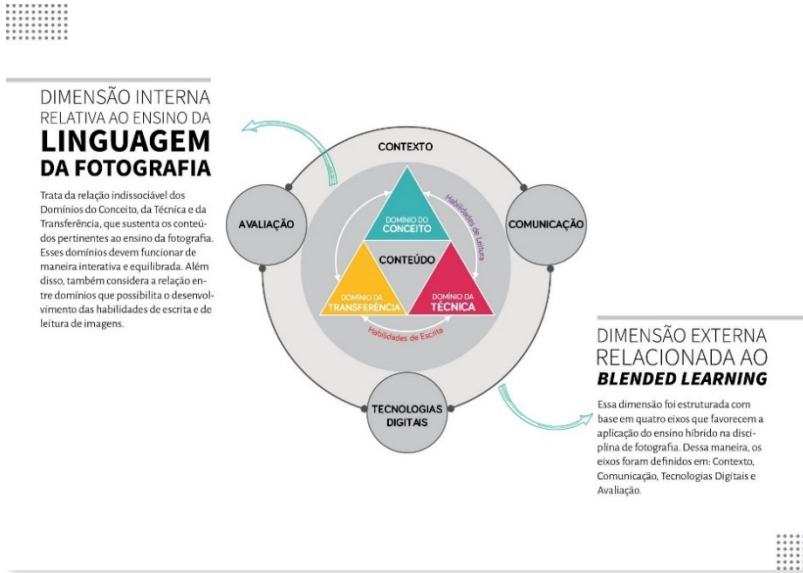 DIMENSÃO INTERNA
RELATIVA AO ENSINO DA
LINGUAGEM
DA FOTOGRAFIA
Trata da relação indissociável dos
Domínios do Conceito, da Técnica e da
Transferência, que sustenta os conteú-
dos pertinentes ao ensino da fotografia.
Esses domínios devem funcionar de
maneira interativa e equilibrada. Além
disso, também considera a relação en-
tre domínios que possibilita o desenvol-
vimento das habilidades de escrita e de
leitura de imagens.
CONTEXTO
AVALIAÇÃO
COMUNICAÇÃO
DOMÍNIO DO
CONCEITO
Habilidades de Leitura
CONTEÚDO
DOMÍNIO DA
TRANSFERÊNCIA
DOMÍNIO DA
TÉCNICA
Habilidades de Escrita
TECNOLOGIAS
DIGITAIS
DIMENSÃO EXTERNA
RELACIONADA AO
BLENDED LEARNING
Essa dimensão foi estruturada com
base em quatro eixos que favorecem a
aplicação do ensino híbrido na disci-
plina de fotografia. Dessa maneira, os
eixos foram definidos em: Contexto,
Comunicação, Tecnologias Digitais e
Avaliação.